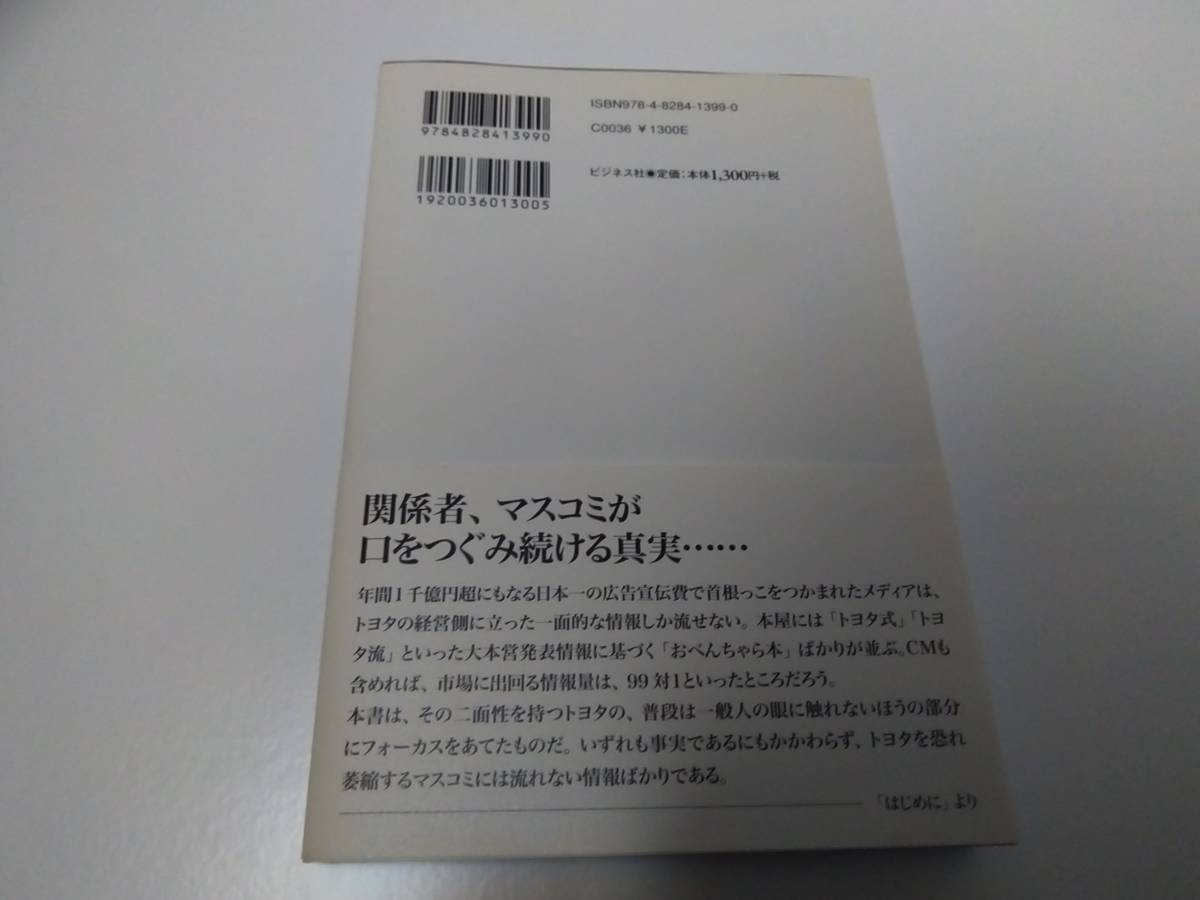 9784828413990
ISBN978-4-8284-1399-0
C0036 ¥1300E
1920036013005
ビジネス社●定価：本体1,300円+税
関係者、マスコミが
口をつぐみ続ける真実……
年間1千億円超にもなる日本一の広告宣伝費で首根っこをつかまれたメディアは、
トヨタの経営側に立った一面的な情報しか流せない。本屋には「トヨタ式」「トヨ
タ流」といった大本営発表情報に基づく「おべんちゃら本」ばかりが並ぶ。CMも
含めれば、市場に出回る情報量は、99対1といったところだろう。
本書は、その二面性を持つトヨタの、普段は一般人の眼に触れないほうの部分
にフォーカスをあてたものだ。いずれも事実であるにもかかわらず、トヨタを恐れ
萎縮するマスコミには流れない情報ばかりである。
「はじめに」より